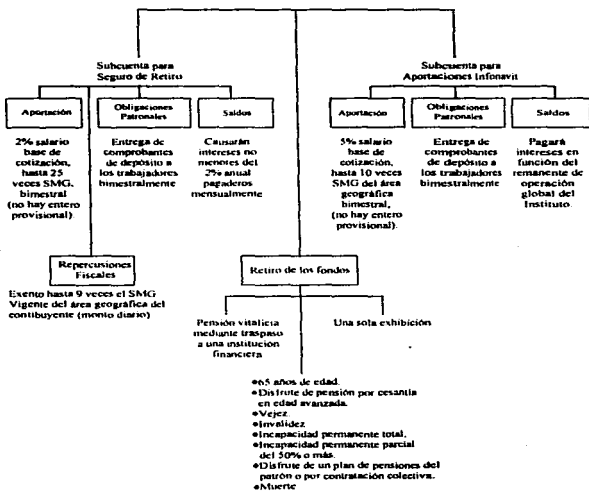 Subcuenta para
Seguro de Retiro
Aportación
2% salario
base de
cotización,
hasta 25
veces SMG,
bimestral
(no hay entero
provisional)
Obligaciones
Patronales
Entrega de
comprobantes
de depósito a
los trabajadores
bimestralmente
Saldos
Causarán
intereses no
menores del
2% anual
pagaderos
mensualmente
Subcuenta para
Aportaciones Infonavit
Aportación
5% salario
base de
cotización,
hasta 10 veces
SMG del área
geográfica
bimestral,
(no hay entero
provisional).
Obligaciones
Patronales
Entrega de
comprobantes
de depósito a
los trabajadores
bimestralmente
Saldos
Pagará
intereses en
función del
remanente de
operación
global del
Instituto.
Repercusiones
Fiscales
Exento hasta 9 veces el SMG
Vigente del área geográfica del
contibuyente (monto diario)
Retiro de los fondos
Pensión vitalicia
mediante traspaso
a una institución
financiera
Una sola exhibición
•65 años de edad.
•Disfrute de pensión por cesantía
en edad avanzada.
•Vejez.
•Invalidez
•Incapacidad permanente total,
•Incapacidad permanente parcial
del 50% o más.
•Disfrute de un plan de pensiones del
patrón o por contratación colectiva.
•Muerte